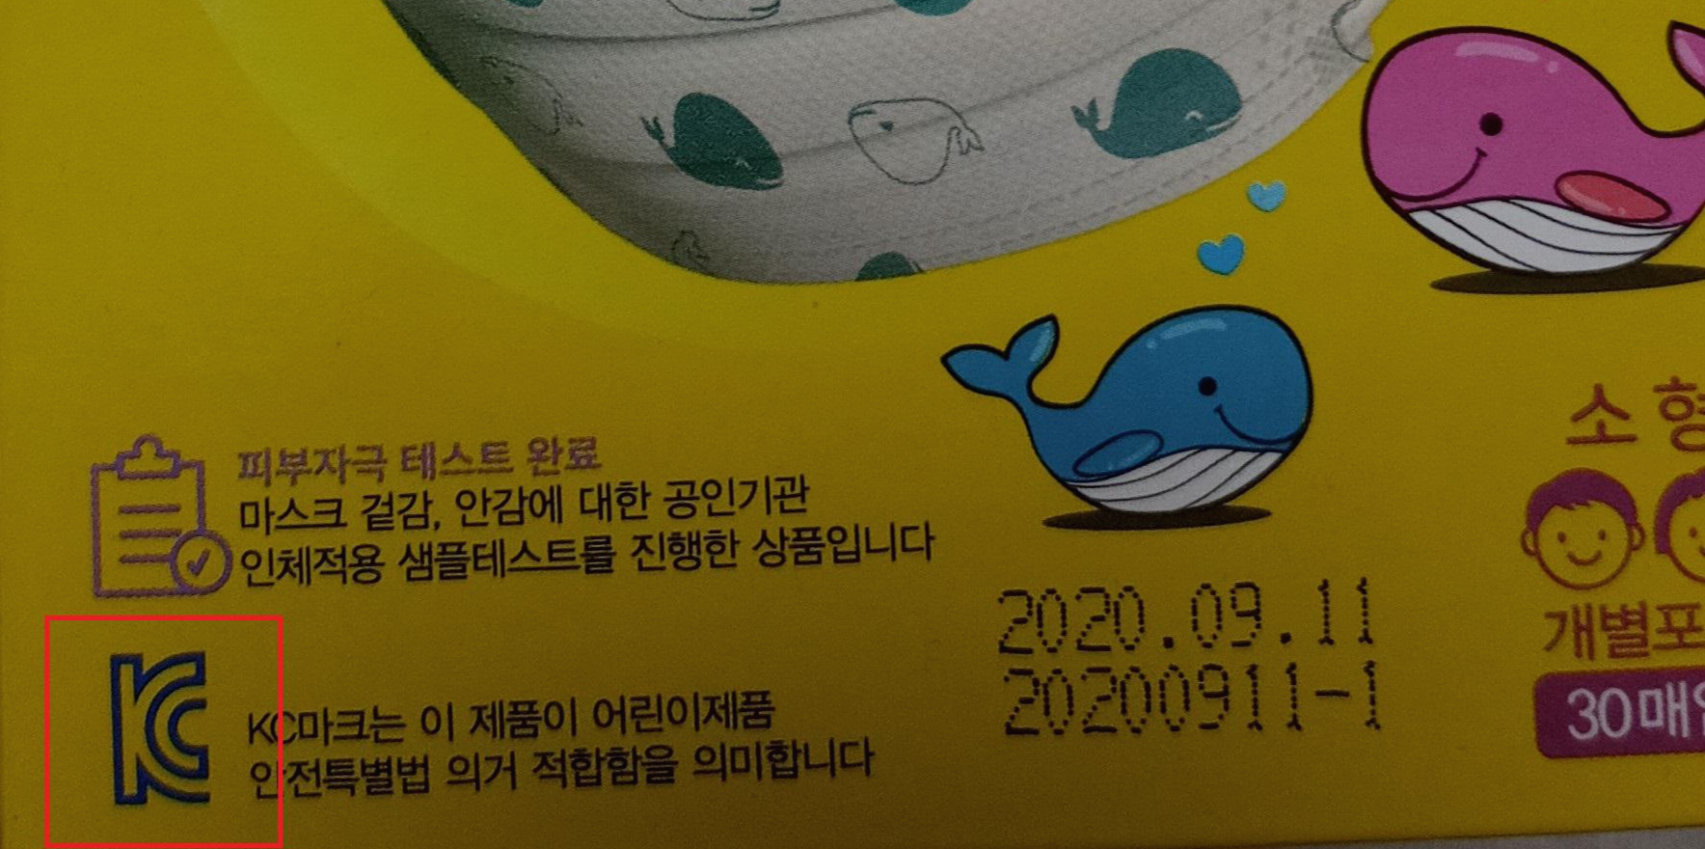 피부자극 테스트 완료
마스크 겉감, 안감에 대한 공인기관
인체적용 샘플테스트를 진행한 상품입니다
KC
KC마크는 이 제품이 어린이제품
안전특별법 의거 적합함을 의미합니다
2020.09.11
20200911-1
소형
개별포
30매